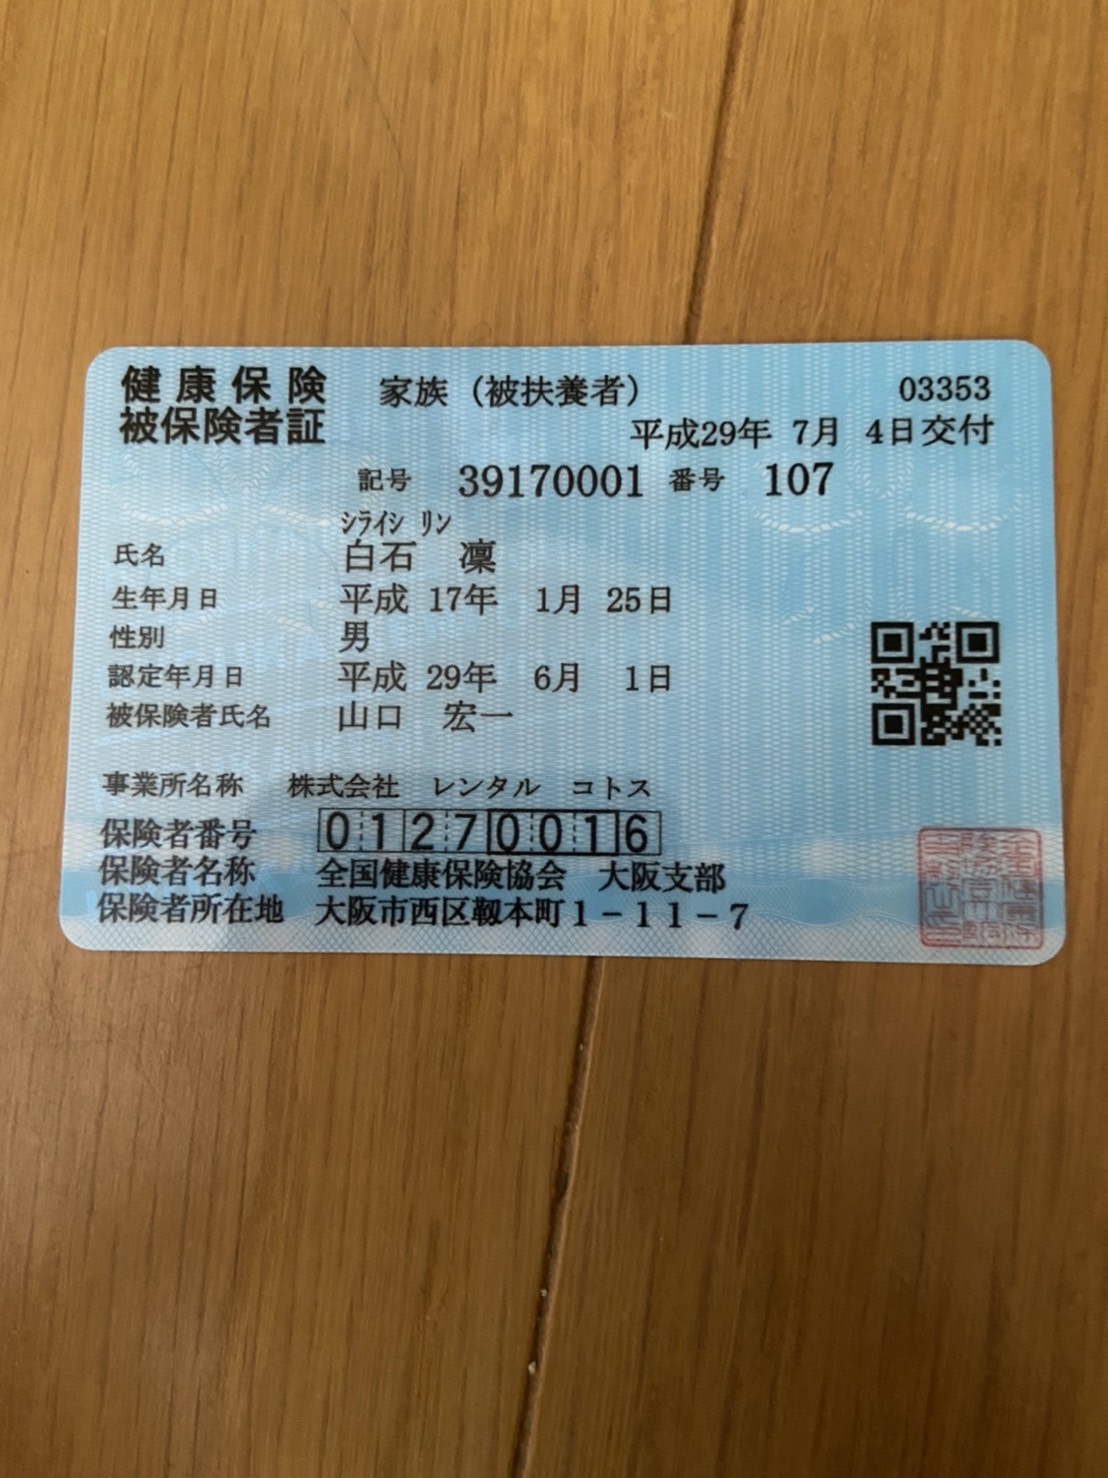 健康保険 家族（被扶養者） 03353
被保険者証 平成29年 7月 4日交付
記号 39170001 番号 107
ｼﾗｲｼ ﾘﾝ
氏名 白石 凜
生年月日 平成 17年 1月 25日
性別 男
認定年月日 平成 29年 6月 1日
被保険者氏名 山口 宏一
事業所名称 株式会社 レンタル コトス
保険者番号 01270016
保険者名称 全国健康保険協会 大阪支部
保険者所在地 大阪市西区靱本町1－11－7